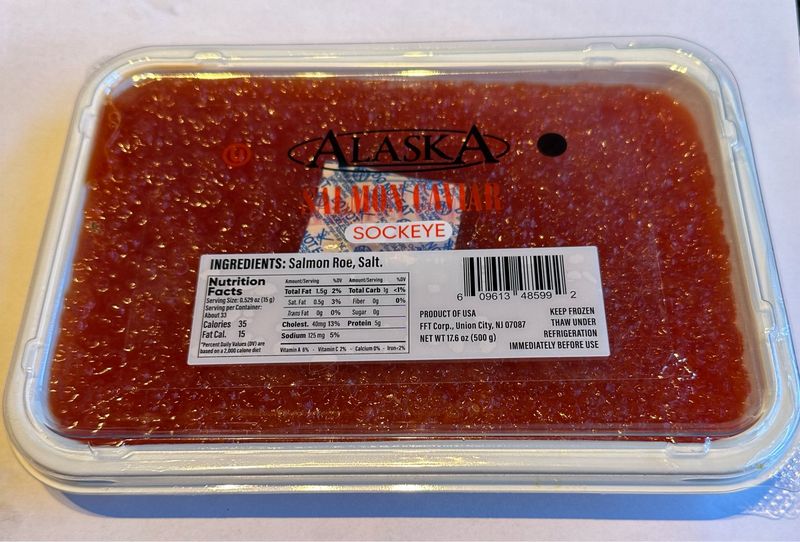 ALASKA
SALMON CAVIAR
SOCKEYE
INGREDIENTS: Salmon Roe, Salt.
Nutrition
Facts
Serving Size: 0.529 oz (15 g)
Serving per Container:
About 33
Calories 35
Fat Cal. 15
*Percent Daily Values (DV) are
based on a 2,000 calorie diet
Amount/Serving %DV Amount/Serving %DV
Total Fat 1.5g 2% Total Carb 1g <1%
Sat. Fat 0.5g 3% Fiber 0g 0%
Trans Fat 0g 0% Sugar 0g
Cholest. 40mg 13% Protein 5g
Sodium 125 mg 5%
Vitamin A 6% · Vitamin C 2% · Calcium 0% · Iron <2%
6 09613 48599 2
PRODUCT OF USA
FFT Corp., Union City, NJ 07087
NET WT 17.6 oz (500 g)
KEEP FROZEN
THAW UNDER
REFRIGERATION
IMMEDIATELY BEFORE USE